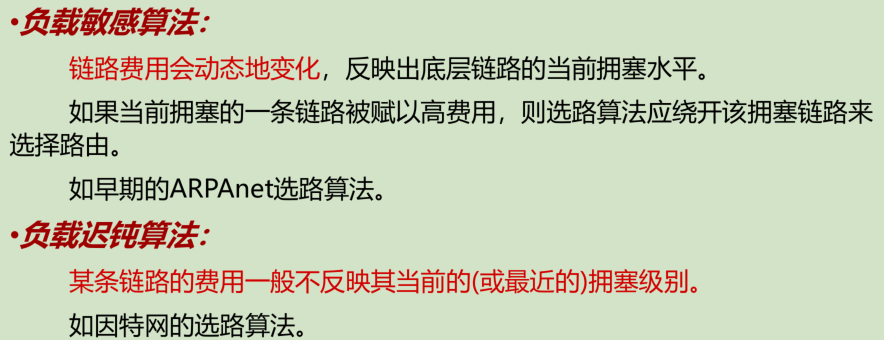 •负载敏感算法：
链路费用会动态地变化，反映出底层链路的当前拥塞水平。
如果当前拥塞的一条链路被赋以高费用，则选路算法应绕开该拥塞链路来
选择路由。
如早期的ARPAnet选路算法。
•负载迟钝算法：
某条链路的费用一般不反映其当前的(或最近的)拥塞级别。
如因特网的选路算法。